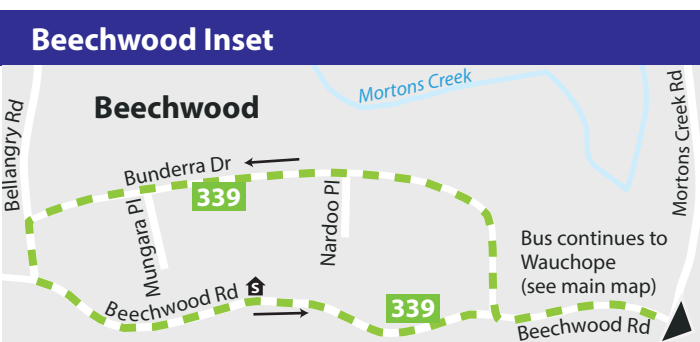 Beechwood Inset
Mortons Creek
Beechwood
Bellangry Rd
Mortons Creek Rd
Bunderra Dr
339
Mungara Pl
Nardoo Pl
Bus continues to
Wauchope
(see main map)
S
Beechwood Rd
339
Beechwood Rd